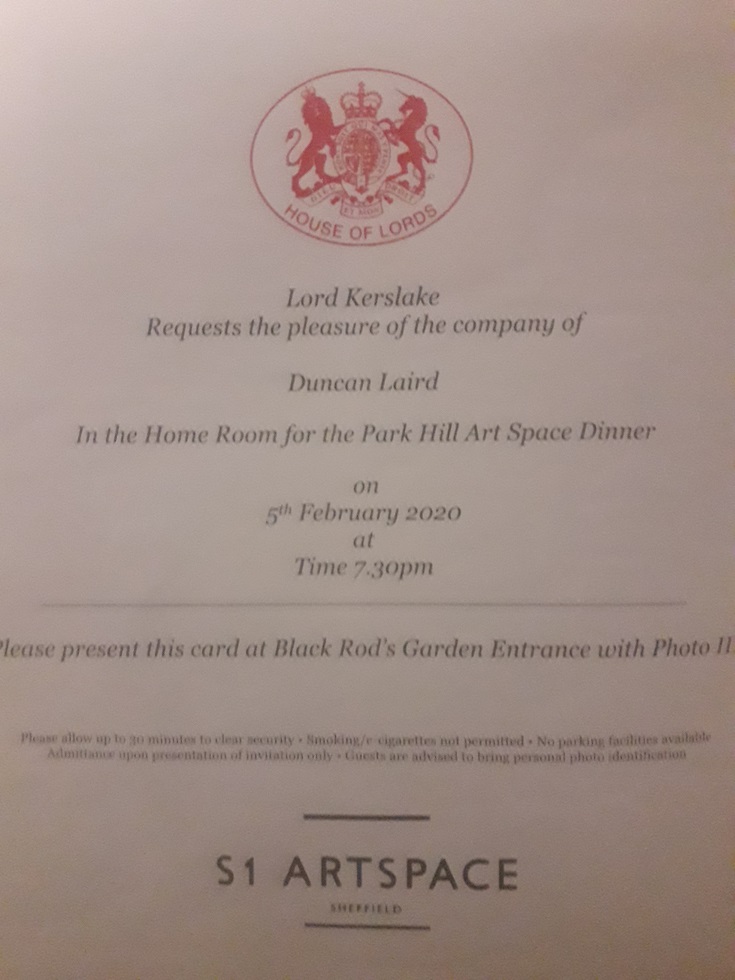 HOUSE OF LORDS
Lord Kerslake
Requests the pleasure of the company of
Duncan Laird
In the Home Room for the Park Hill Art Space Dinner
on
5th February 2020
at
Time 7.30pm
Please present this card at Black Rod's Garden Entrance with Photo
Please allow up to 30 minutes to clear security • Smoking/e-cigarettes not permitted • No parking facilities available
Admittance upon presentation of invitation only • Guests are advised to bring personal photo identification
S1 ARTSPACE
SHEFFIELD